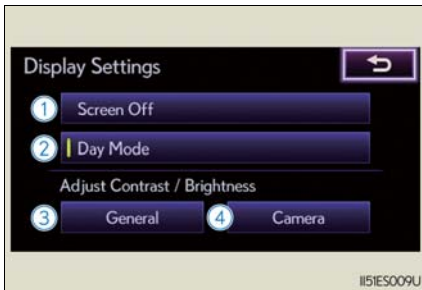 Display Settings
1 Screen Off
2 Day Mode
Adjust Contrast / Brightness
3 General 4 Camera
II51ES009U